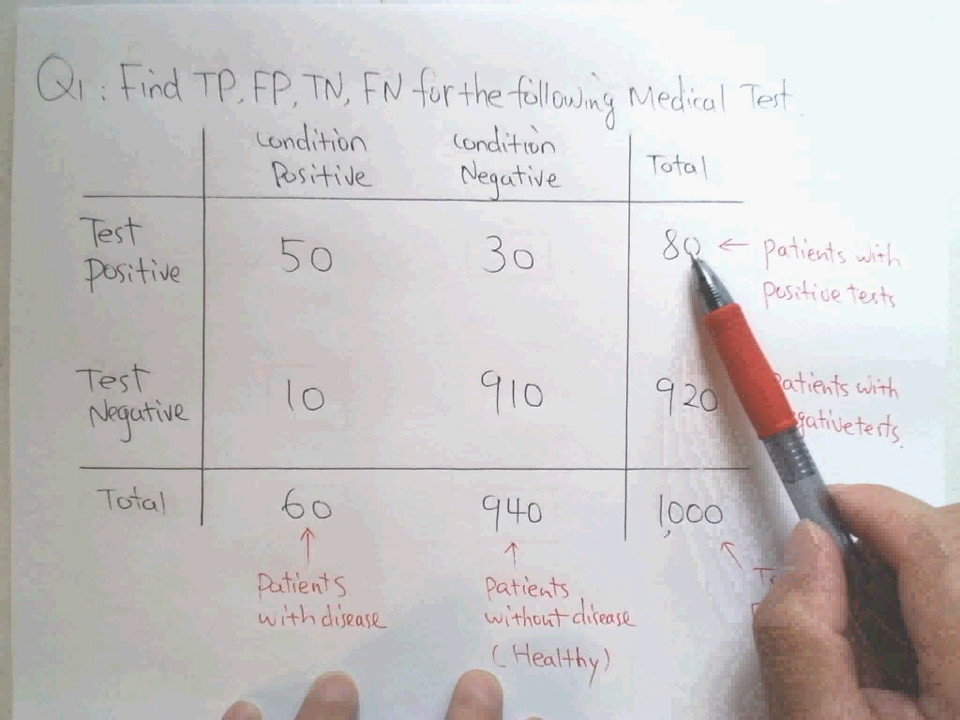 Q1: Find TP, FP, TN, FN for the following Medical Test
Condition Positive Condition Negative Total
Test Positive 50 30 80 ← Patients with positive tests
Test Negative 10 910 920 Patients with tests.
Total 60 940 1,000
↑ Patients with disease
↑ Patients without disease (Healthy)